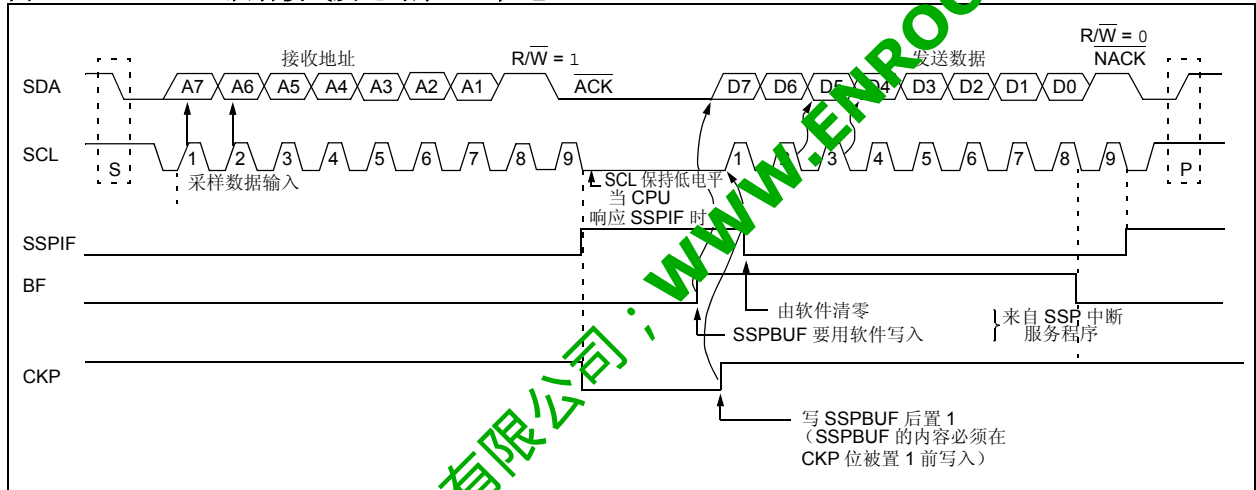 接收地址
R/W = 1
ACK
发送数据
R/W = 0
NACK
SDA
A7 A6 A5 A4 A3 A2 A1
D7 D6 D5 D4 D3 D2 D1 D0
SCL
S
1 2 3 4 5 6 7 8 9
1 2 3 4 5 6 7 8 9
P
采样数据输入
SCL 保持低电平
当 CPU
响应 SSPIF 时
SSPIF
BF
由软件清零
SSPBUF 要用软件写入
来自 SSP 中断
服务程序
CKP
写 SSPBUF 后置 1
（SSPBUF 的内容必须在
CKP 位被置 1 前写入）
有限公司；WWW.ENRO